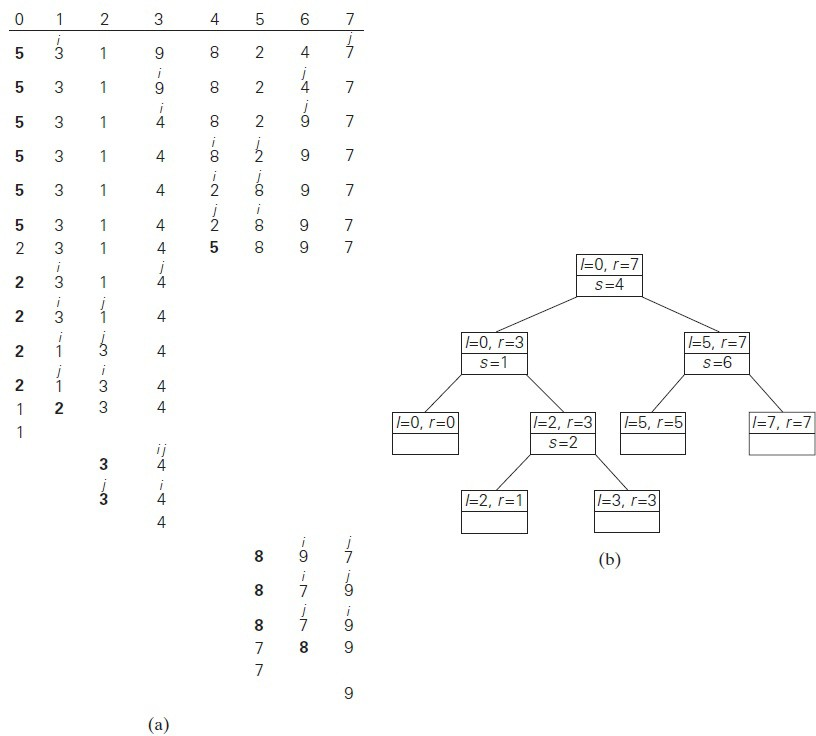 0 1 2 3 4 5 6 7
i j
5 3 1 9 8 2 4 7
i j
5 3 1 9 8 2 4 7
i j
5 3 1 4 8 2 9 7
i j
5 3 1 4 8 2 9 7
i j
5 3 1 4 2 8 9 7
j i
5 3 1 4 2 8 9 7
2 3 1 4 5 8 9 7
i j
2 3 1 4
i j
2 3 1 4
i j
2 1 3 4
j i
2 1 3 4
1 2 3 4
1
ij
3 4
j i
3 4
4
i j
8 9 7
i j
8 7 9
j i
8 7 9
7 8 9
7
9
(a)
l=0, r=7
s=4
l=0, r=3
s=1
l=5, r=7
s=6
l=0, r=0
l=2, r=3
s=2
l=5, r=5
l=7, r=7
l=2, r=1
l=3, r=3
(b)